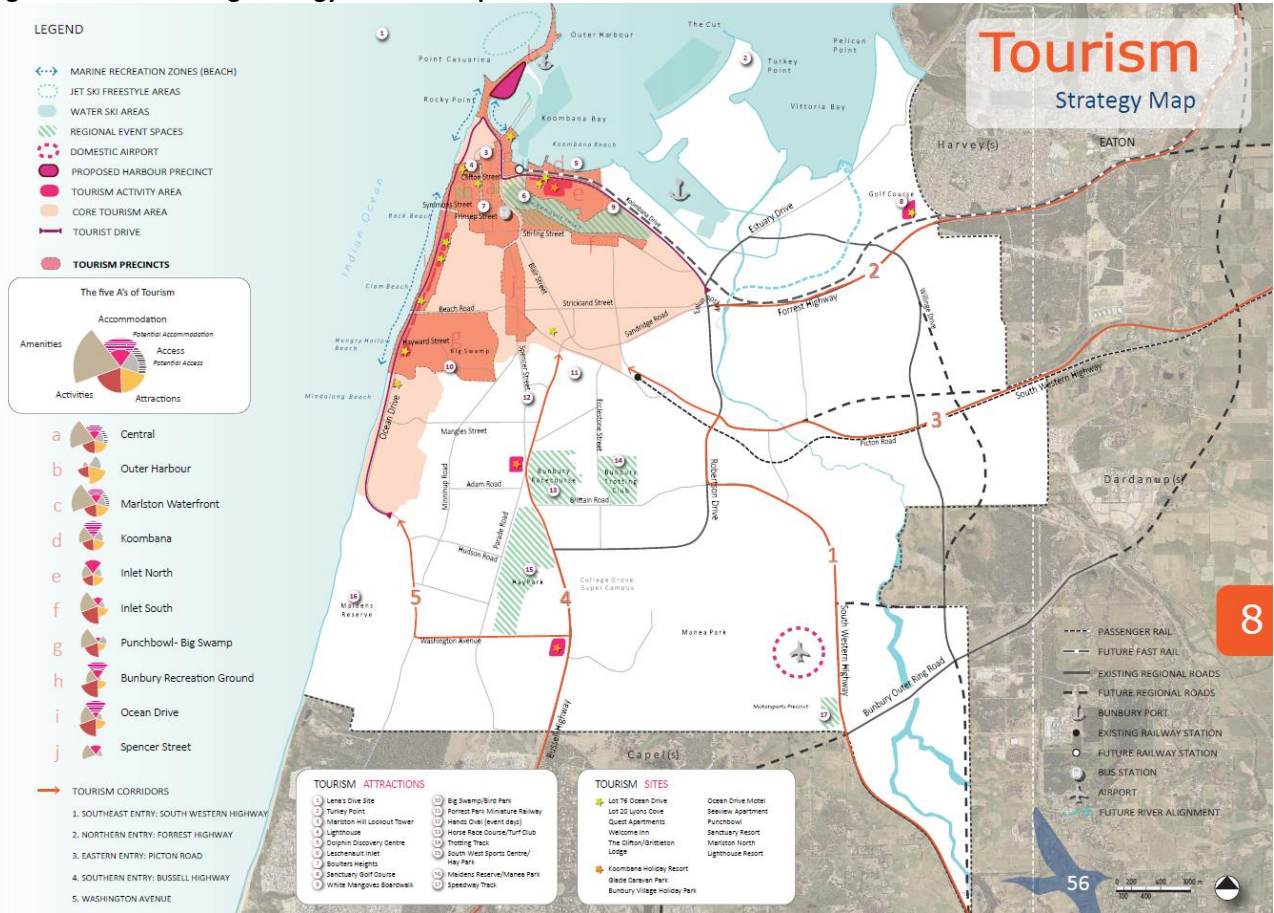 Tourism
Strategy Map
LEGEND
MARINE RECREATION ZONES (BEACH)
JET SKI FREESTYLE AREAS
WATER SKI AREAS
REGIONAL EVENT SPACES
DOMESTIC AIRPORT
PROPOSED HARBOUR PRECINCT
TOURISM ACTIVITY AREA
CORE TOURISM AREA
TOURIST DRIVE
TOURISM PRECINCTS
The five A's of Tourism
Accommodation
Potential Accommodation
Amenities
Access
Potential Access
Activities
Attractions
a Central
b Outer Harbour
c Marlston Waterfront
d Koombana
e Inlet North
f Inlet South
g Punchbowl- Big Swamp
h Bunbury Recreation Ground
i Ocean Drive
j Spencer Street
TOURISM CORRIDORS
1. SOUTHEAST ENTRY: SOUTH WESTERN HIGHWAY
2. NORTHERN ENTRY: FORREST HIGHWAY
3. EASTERN ENTRY: PICTON ROAD
4. SOUTHERN ENTRY: BUSSELL HIGHWAY
5. WASHINGTON AVENUE
Outer Harbour
The Cut
Pelican
Point
Point Casuarina
Turkey
Point
Rocky Point
Vittoria Bay
Koombana Bay
Koombana Beach
Harvey(s)
EATON
Golf Course
Clifton Street
Symmons Street
Prinsep Street
Stirling Street
Koombana Drive
Estuary Drive
Back Beach
Indian Ocean
Blair Street
Clam Beach
Beach Road
Strickland Street
Sandridge Road
Forrest Highway
Willinge Drive
Hungry Hollow
Beach
Hayward Street
Big Swamp
Spencer Street
South Western Highway
Mindalong Beach
Ocean Drive
Mangles Street
Ecclestone Street
Picton Road
Minninup Road
Adam Road
Bunbury
Racecourse
Bunbury
Trotting
Club
Brittain Road
Robertson Drive
Dardanup(s)
Parade Road
Hudson Road
Hay Park
College Grove
Super Campus
Maidens
Reserve
Washington Avenue
Manea Park
South Western Highway
Motorsports Precinct
Bunbury Outer Ring Road
Bussell Highway
Capel(s)
1
2
3
4
5
8
PASSENGER RAIL
FUTURE FAST RAIL
EXISTING REGIONAL ROADS
FUTURE REGIONAL ROADS
BUNBURY PORT
EXISTING RAILWAY STATION
FUTURE RAILWAY STATION
BUS STATION
AIRPORT
FUTURE RIVER ALIGNMENT
TOURISM ATTRACTIONS
1 Lena's Dive Site
2 Turkey Point
3 Marlston Hill Lookout Tower
4 Lighthouse
5 Dolphin Discovery Centre
6 Leschenault Inlet
7 Boulters Heights
8 Sanctuary Golf Course
9 White Mangroves Boardwalk
10 Big Swamp/Bird Park
11 Forrest Park Miniature Railway
12 Hands Oval (event days)
13 Horse Race Course/Turf Club
14 Trotting Track
15 South West Sports Centre/
Hay Park
16 Maidens Reserve/Manea Park
17 Speedway Track
TOURISM SITES
Lot 76 Ocean Drive
Lot 20 Lyons Cove
Quest Apartments
Welcome Inn
The Clifton/Grittleton
Lodge
Ocean Drive Motel
Seaview Apartment
Punchbowl
Sanctuary Resort
Marlston North
Lighthouse Resort
Koombana Holiday Resort
Glade Caravan Park
Bunbury Village Holiday Park
56
0 200 600 1000 m
100 400